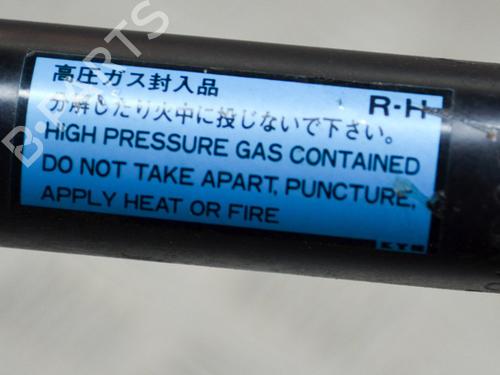 B-PARTS
高圧ガス封入品
R・H
分解したり火中に投じないで下さい。
HIGH PRESSURE GAS CONTAINED
DO NOT TAKE APART, PUNCTURE,
APPLY HEAT OR FIRE